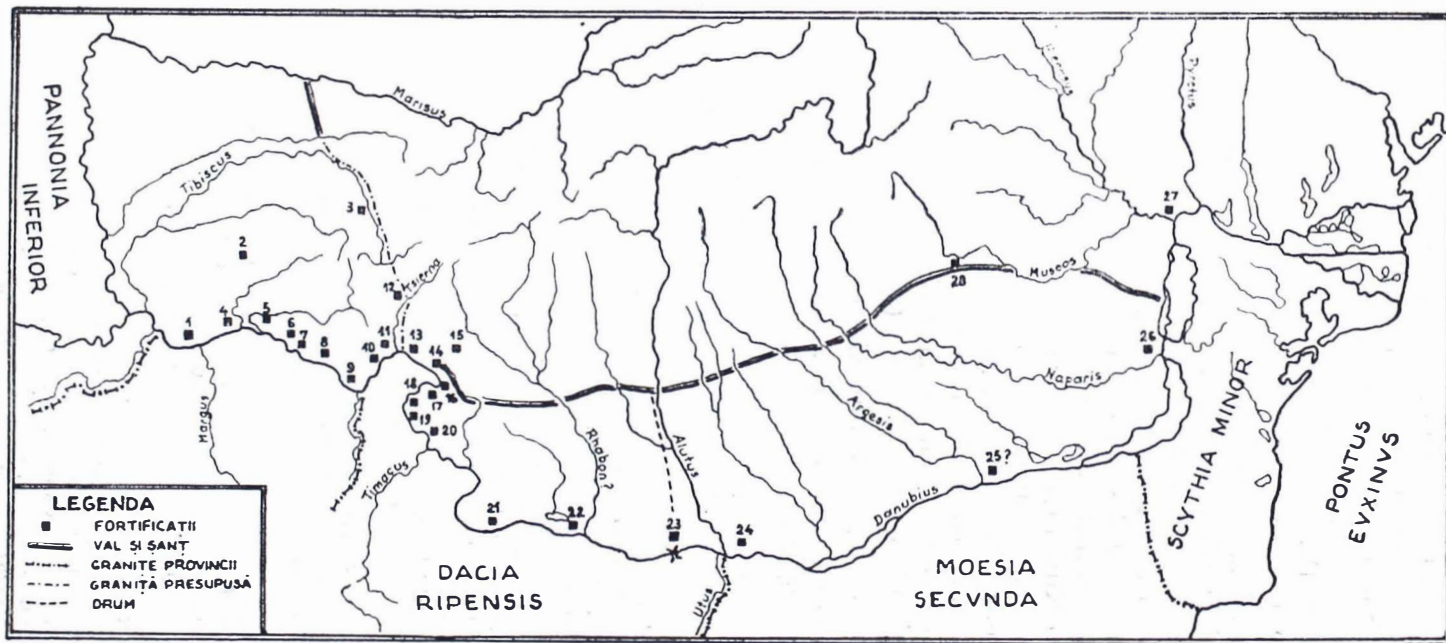 PANNONIA
INFERIOR
Marisus
Tibiscus
Pyretus
3
2
27
12
Ksierna
28
Museos
1
4
5
6
7
8
9
10
11
13
14
15
16
26
Naparis
17
18
19
20
Margus
Timacus
Rhabon?
Alutus
Argesis
25?
21
22
23
24
Danubius
Utus
SCYTHIA MINOR
PONTUS
EVXINVS
DACIA
RIPENSIS
MOESIA
SECVNDA
LEGENDA
FORTIFICATII
VAL ȘI ȘANȚ
GRANIȚE PROVINCII
GRANIȚĂ PRESUPUSĂ
DRUM